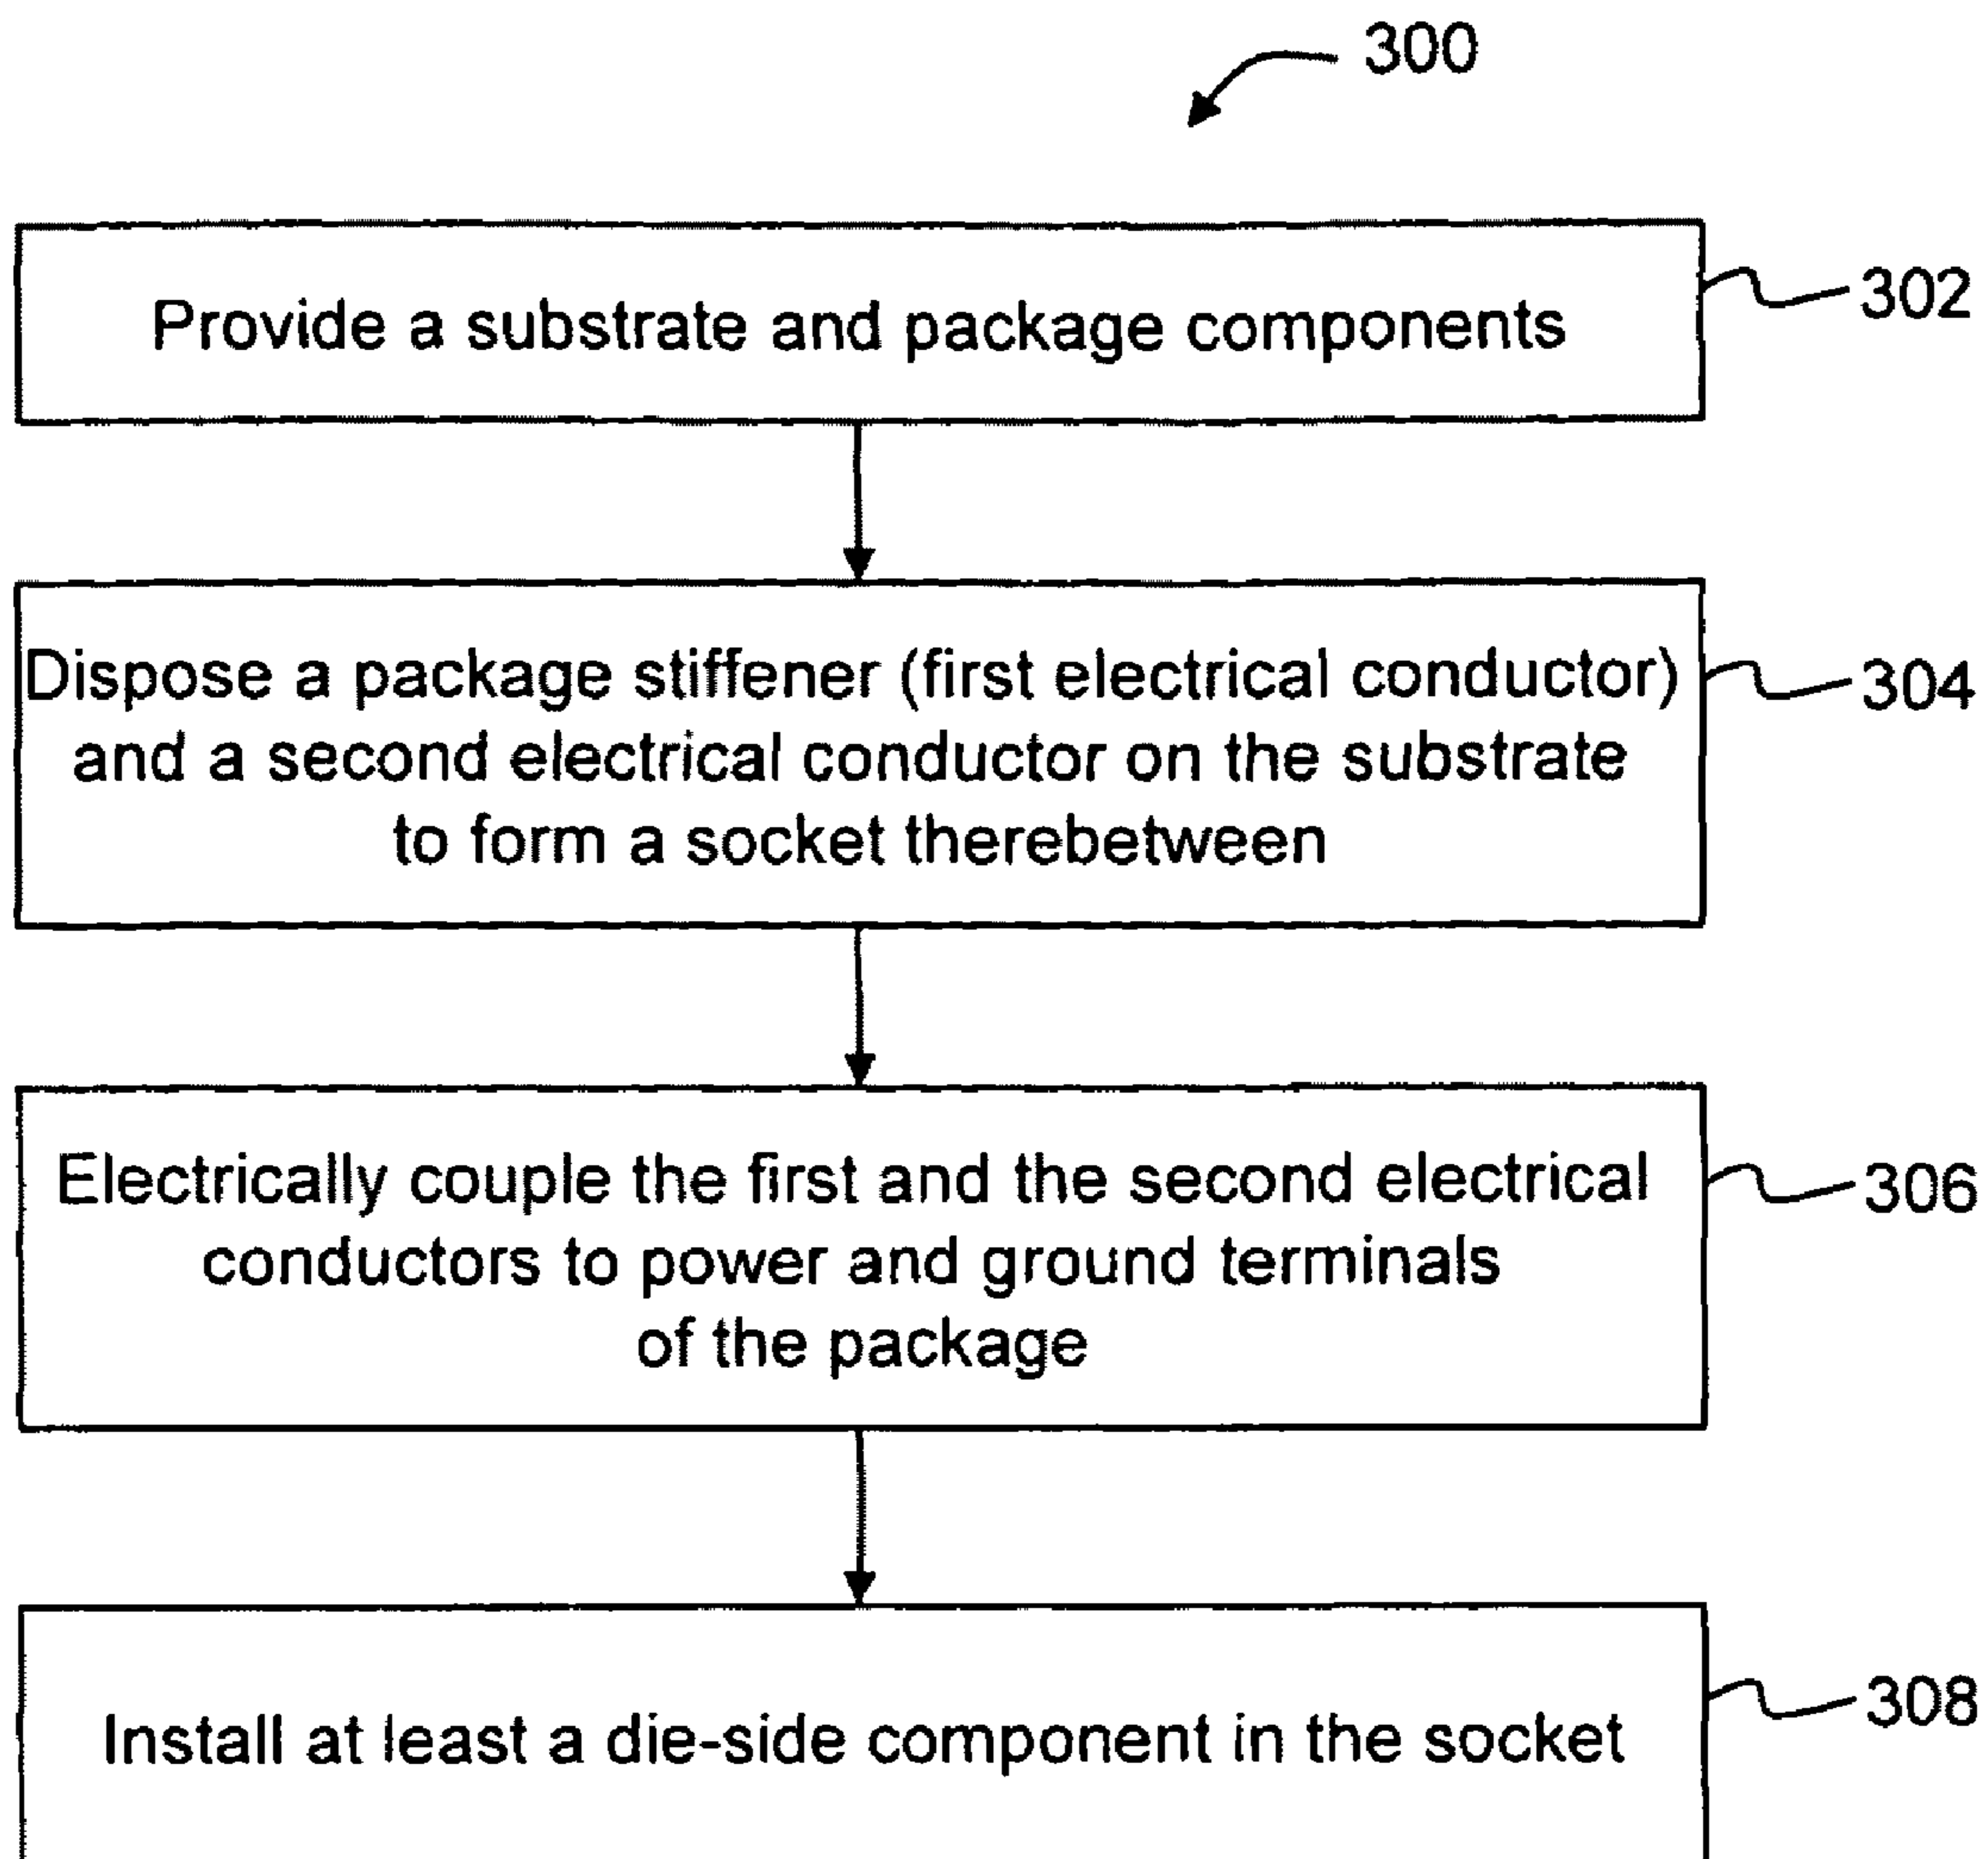 300
Provide a substrate and package components
302
Dispose a package stiffener (first electrical conductor)
and a second electrical conductor on the substrate
to form a socket therebetween
304
Electrically couple the first and the second electrical
conductors to power and ground terminals
of the package
306
Install at least a die-side component in the socket
308